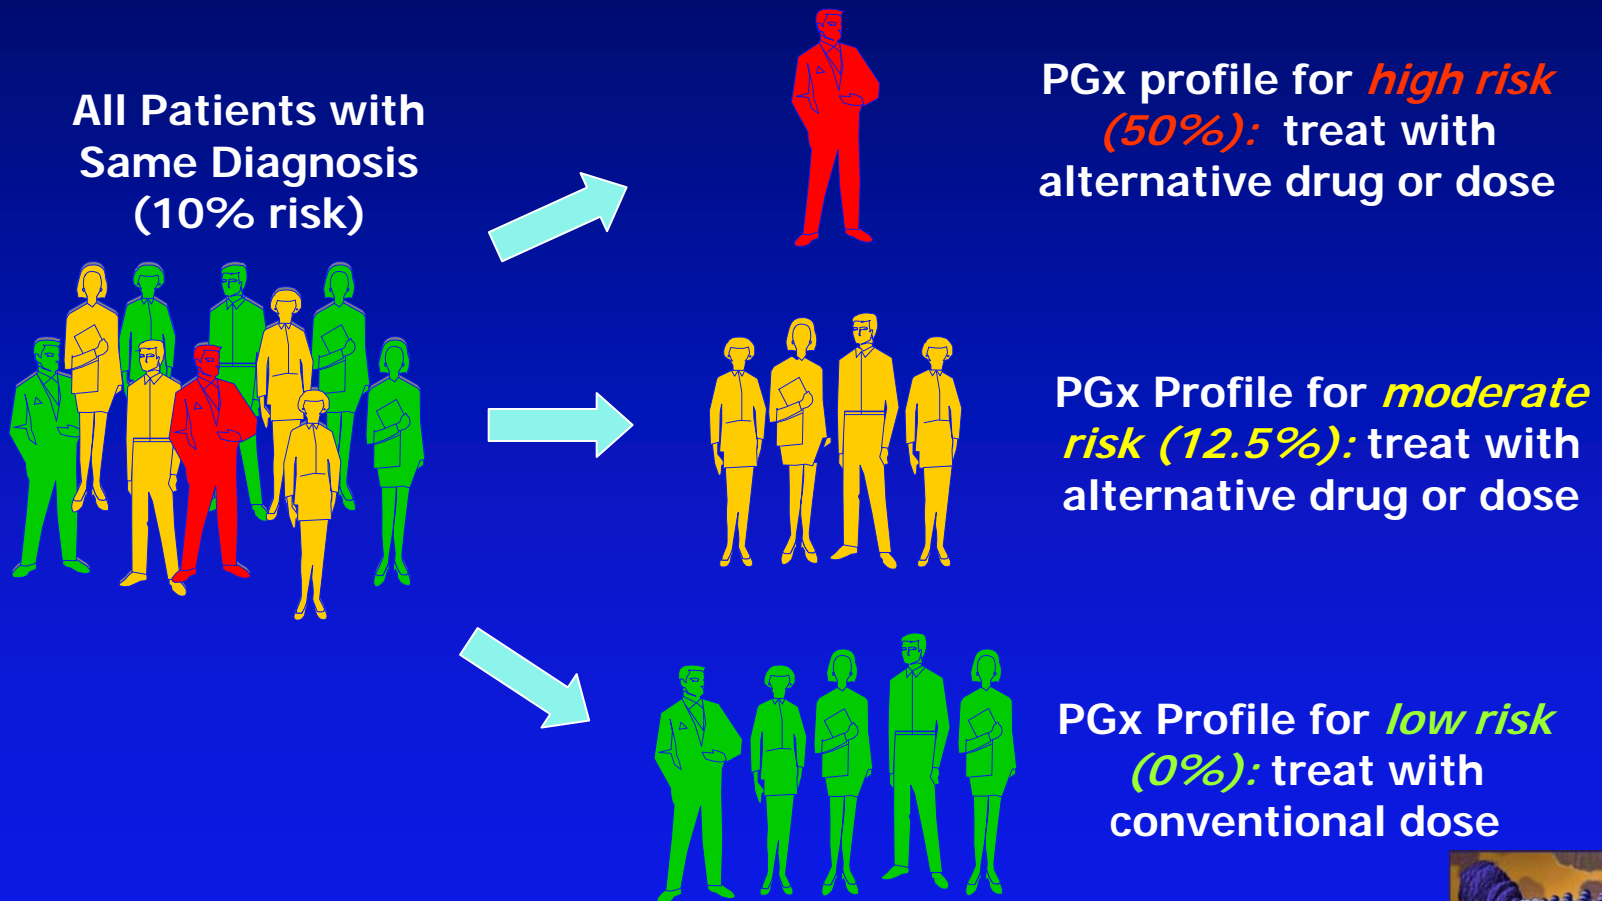 All Patients with
Same Diagnosis
(10% risk)
PGx profile for high risk
(50%): treat with
alternative drug or dose
PGx Profile for moderate
risk (12.5%): treat with
alternative drug or dose
PGx Profile for low risk
(0%): treat with
conventional dose